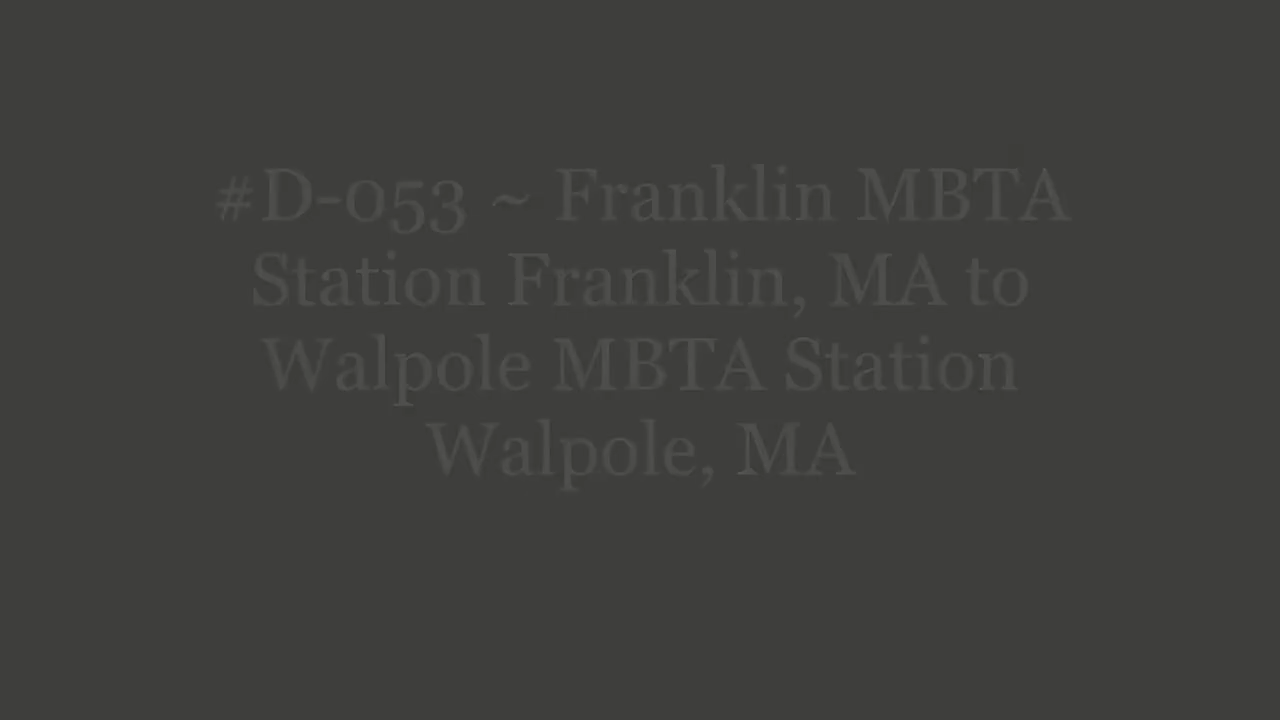 #D-053 ~ Franklin MBTA
Station Franklin, MA to
Walpole MBTA Station
Walpole, MA